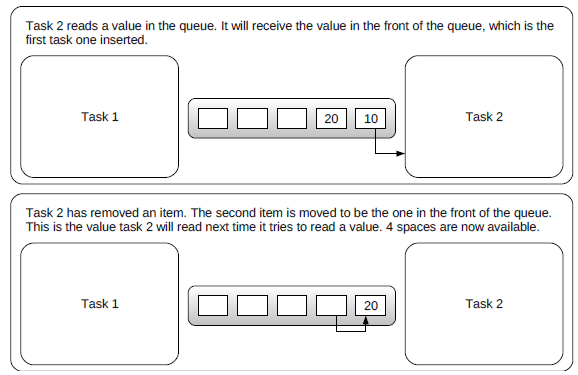 Task 2 reads a value in the queue. It will receive the value in the front of the queue, which is the
first task one inserted.
Task 1
20
10
Task 2
Task 2 has removed an item. The second item is moved to be the one in the front of the queue.
This is the value task 2 will read next time it tries to read a value. 4 spaces are now available.
Task 1
20
Task 2